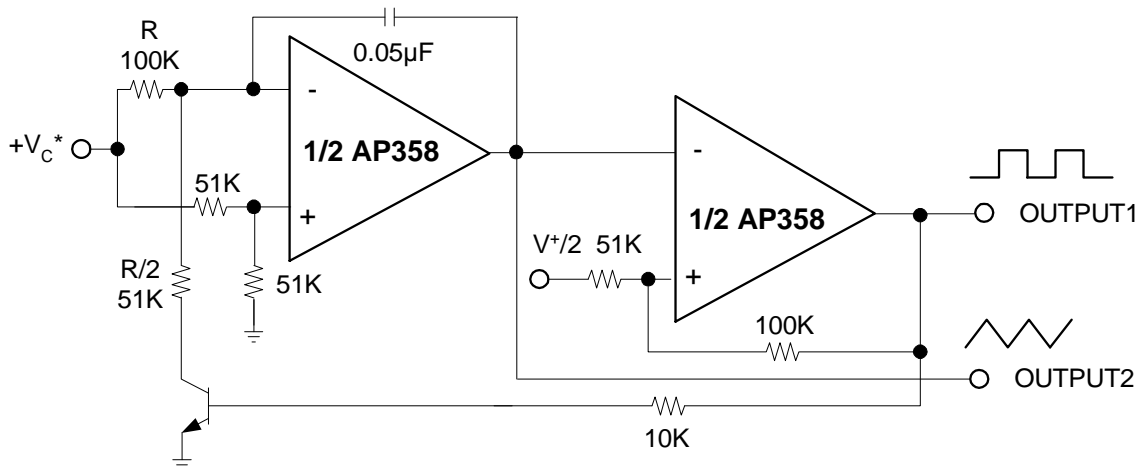 R
100K
0.05µF
-
1/2 AP358
+V_C*
51K
+
51K
R/2
51K
-
1/2 AP358
V⁺/2 51K
+
100K
10K
OUTPUT1
OUTPUT2